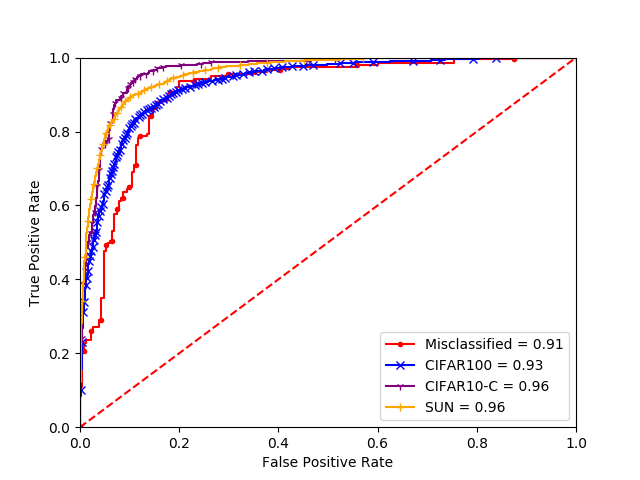 1.0
0.8
0.6
0.4
0.2
0.0
True Positive Rate
Misclassified = 0.91
CIFAR100 = 0.93
CIFAR10-C = 0.96
SUN = 0.96
0.0 0.2 0.4 0.6 0.8 1.0
False Positive Rate